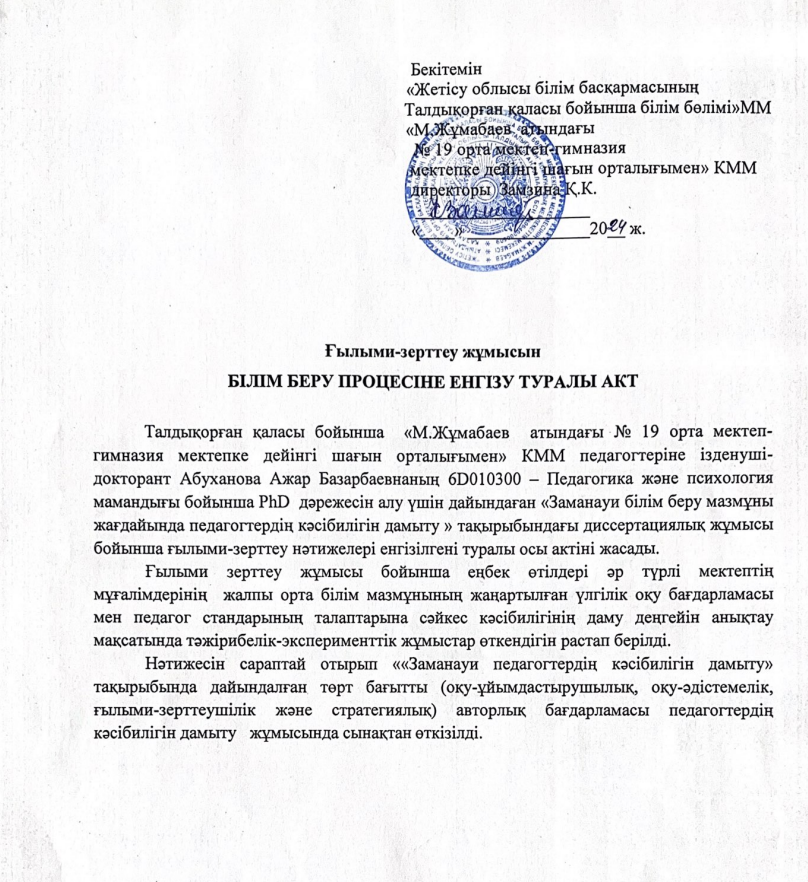 Бекітемін
«Жетісу облысы білім басқармасының
Талдықорған қаласы бойынша білім бөлімі»ММ
«М.Жұмабаев атындағы
№ 19 орта мектеп-гимназия
мектепке дейінгі шағын орталығымен» КММ
директоры Замзина Қ.К.
«____»______________2024 ж.
Ғылыми-зерттеу жұмысын
БІЛІМ БЕРУ ПРОЦЕСІНЕ ЕНГІЗУ ТУРАЛЫ АКТ
Талдықорған қаласы бойынша «М.Жұмабаев атындағы № 19 орта мектеп-
гимназия мектепке дейінгі шағын орталығымен» КММ педагогтеріне ізденуші-
докторант Абуханова Ажар Базарбаевнаның 6D010300 – Педагогика және психология
мамандығы бойынша PhD дәрежесін алу үшін дайындаған «Заманауи білім беру мазмұны
жағдайында педагогтердің кәсібилігін дамыту » тақырыбындағы диссертациялық жұмысы
бойынша ғылыми-зерттеу нәтижелері енгізілгені туралы осы актіні жасады.
Ғылыми зерттеу жұмысы бойынша еңбек өтілдері әр түрлі мектептің
мұғалімдерінің жалпы орта білім мазмұнының жаңартылған үлгілік оқу бағдарламасы
мен педагог стандарының талаптарына сәйкес кәсібилігінің даму деңгейін анықтау
мақсатында тәжірибелік-эксперименттік жұмыстар өткендігін растап берілді.
Нәтижесін сараптай отырып ««Заманауи педагогтердің кәсібилігін дамыту»
тақырыбында дайындалған төрт бағытты (оқу-ұйымдастырушылық, оқу-әдістемелік,
ғылыми-зерттеушілік және стратегиялық) авторлық бағдарламасы педагогтердің
кәсібилігін дамыту жұмысында сынақтан өткізілді.